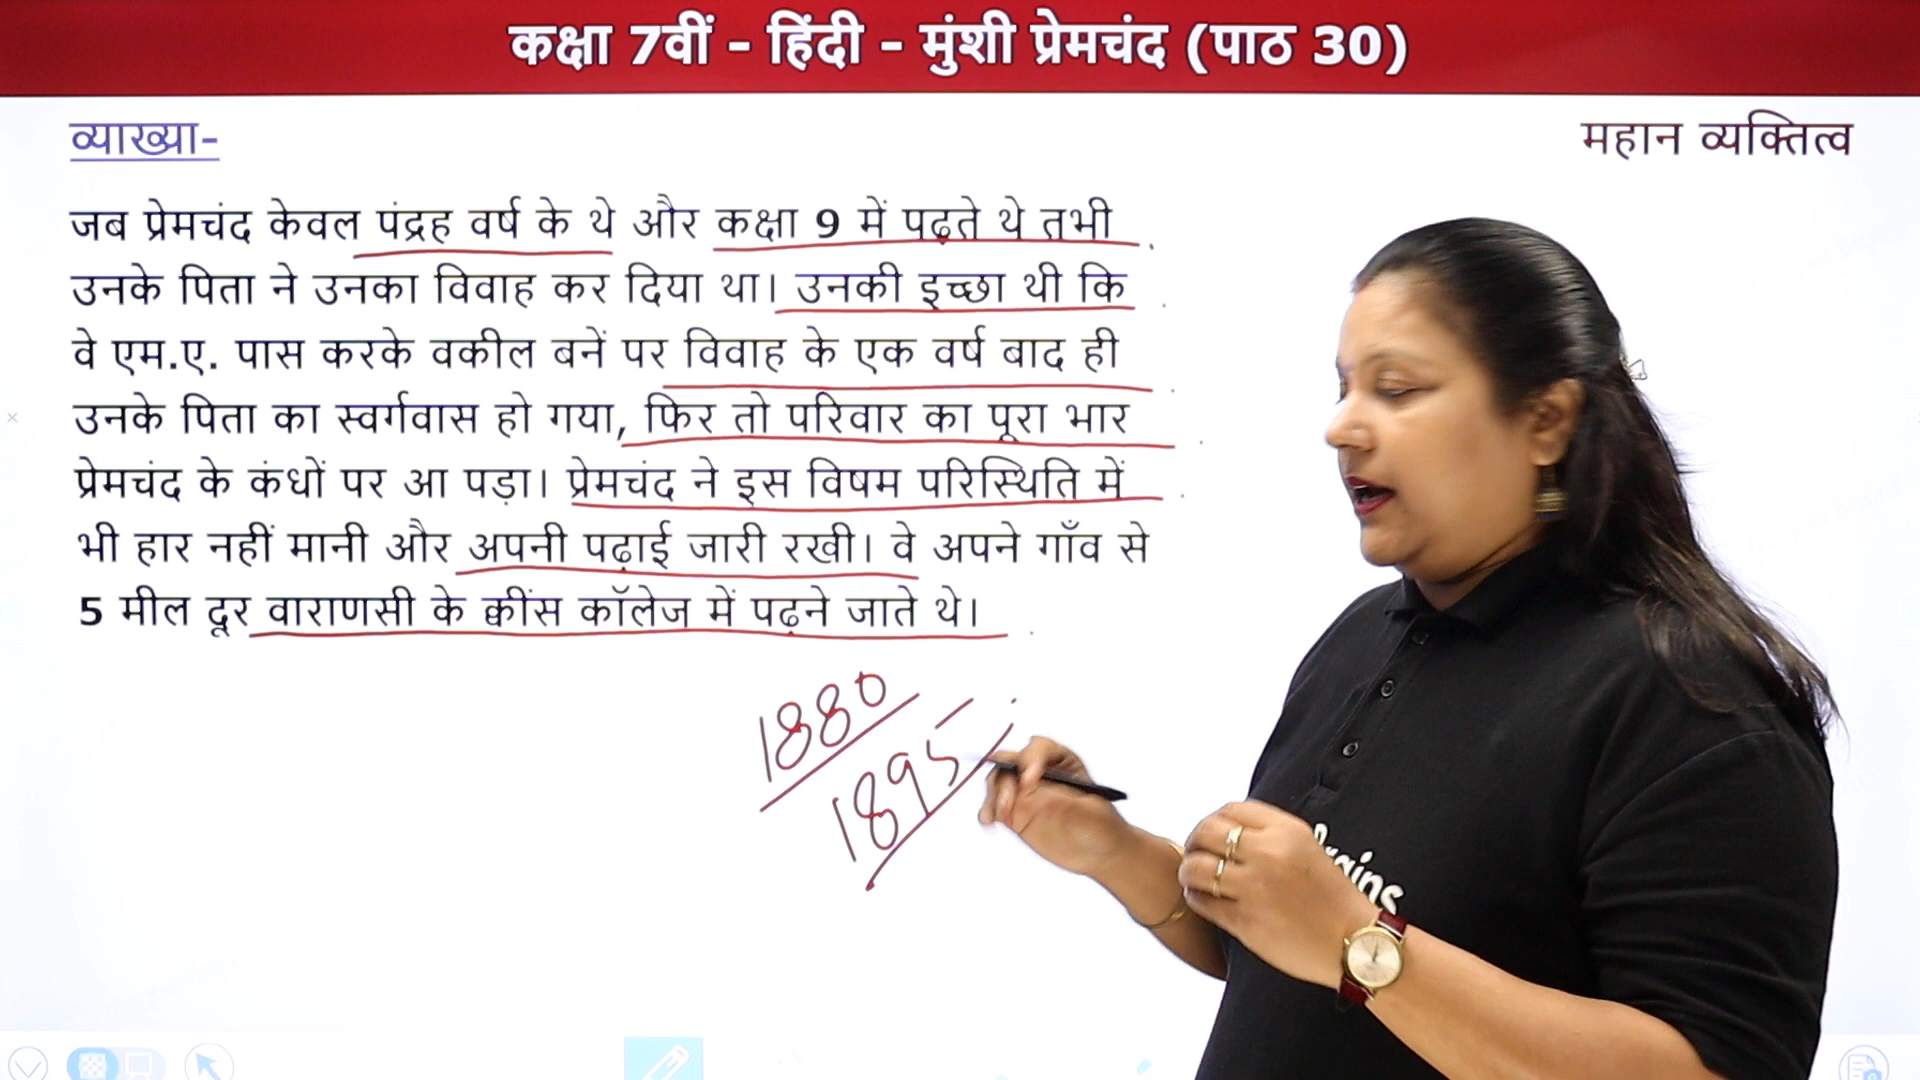 कक्षा 7वीं - हिंदी - मुंशी प्रेमचंद (पाठ 30)
व्याख्या-
महान व्यक्तित्व
जब प्रेमचंद केवल पंद्रह वर्ष के थे और कक्षा 9 में पढ़ते थे तभी
उनके पिता ने उनका विवाह कर दिया था। उनकी इच्छा थी कि
वे एम.ए. पास करके वकील बनें पर विवाह के एक वर्ष बाद ही
उनके पिता का स्वर्गवास हो गया, फिर तो परिवार का पूरा भार
प्रेमचंद के कंधों पर आ पड़ा। प्रेमचंद ने इस विषम परिस्थिति में
भी हार नहीं मानी और अपनी पढ़ाई जारी रखी। वे अपने गाँव से
5 मील दूर वाराणसी के क्वींस कॉलेज में पढ़ने जाते थे।
1880
1895